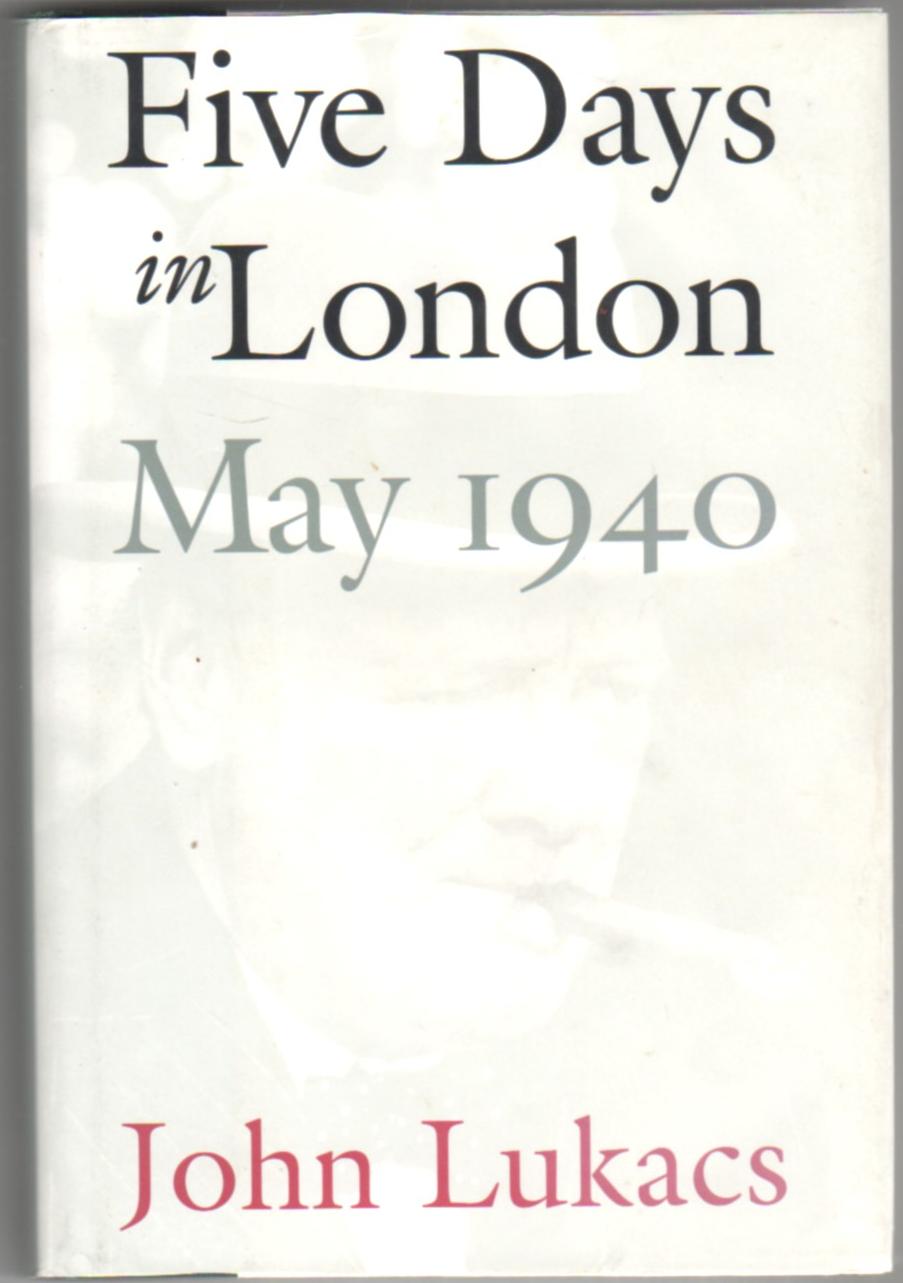 Five Days
in London
May 1940
John Lukacs